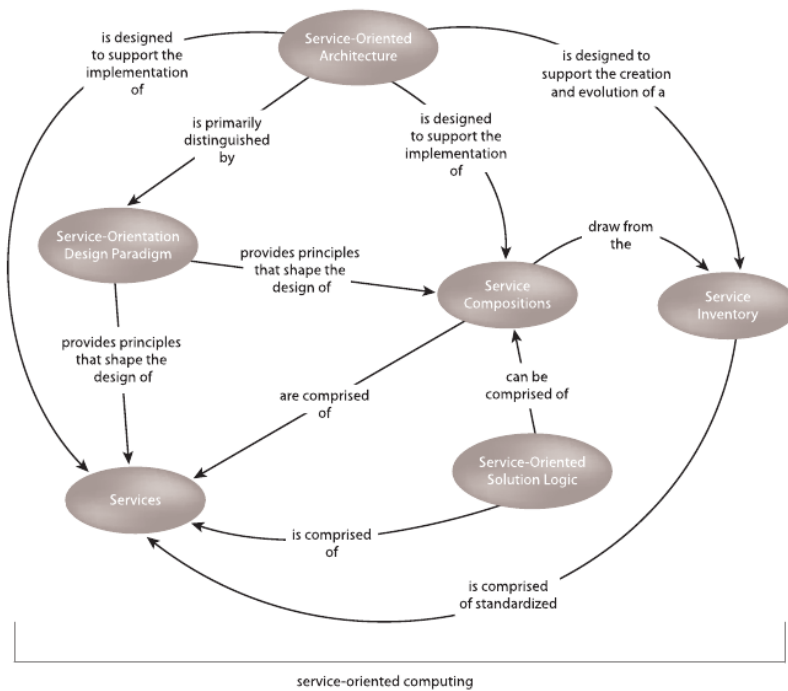 is designed
to support the
implementation
of
Service-Oriented
Architecture
is designed to
support the creation
and evolution of a
is primarily
distinguished
by
is designed
to support the
implementation
of
Service-Orientation
Design Paradigm
provides principles
that shape the
design of
draw from
the
Service
Compositions
Service
Inventory
provides principles
that shape the
design of
are comprised
of
can be
comprised of
Service-Oriented
Solution Logic
Services
is comprised
of
is comprised
of standardized
service-oriented computing